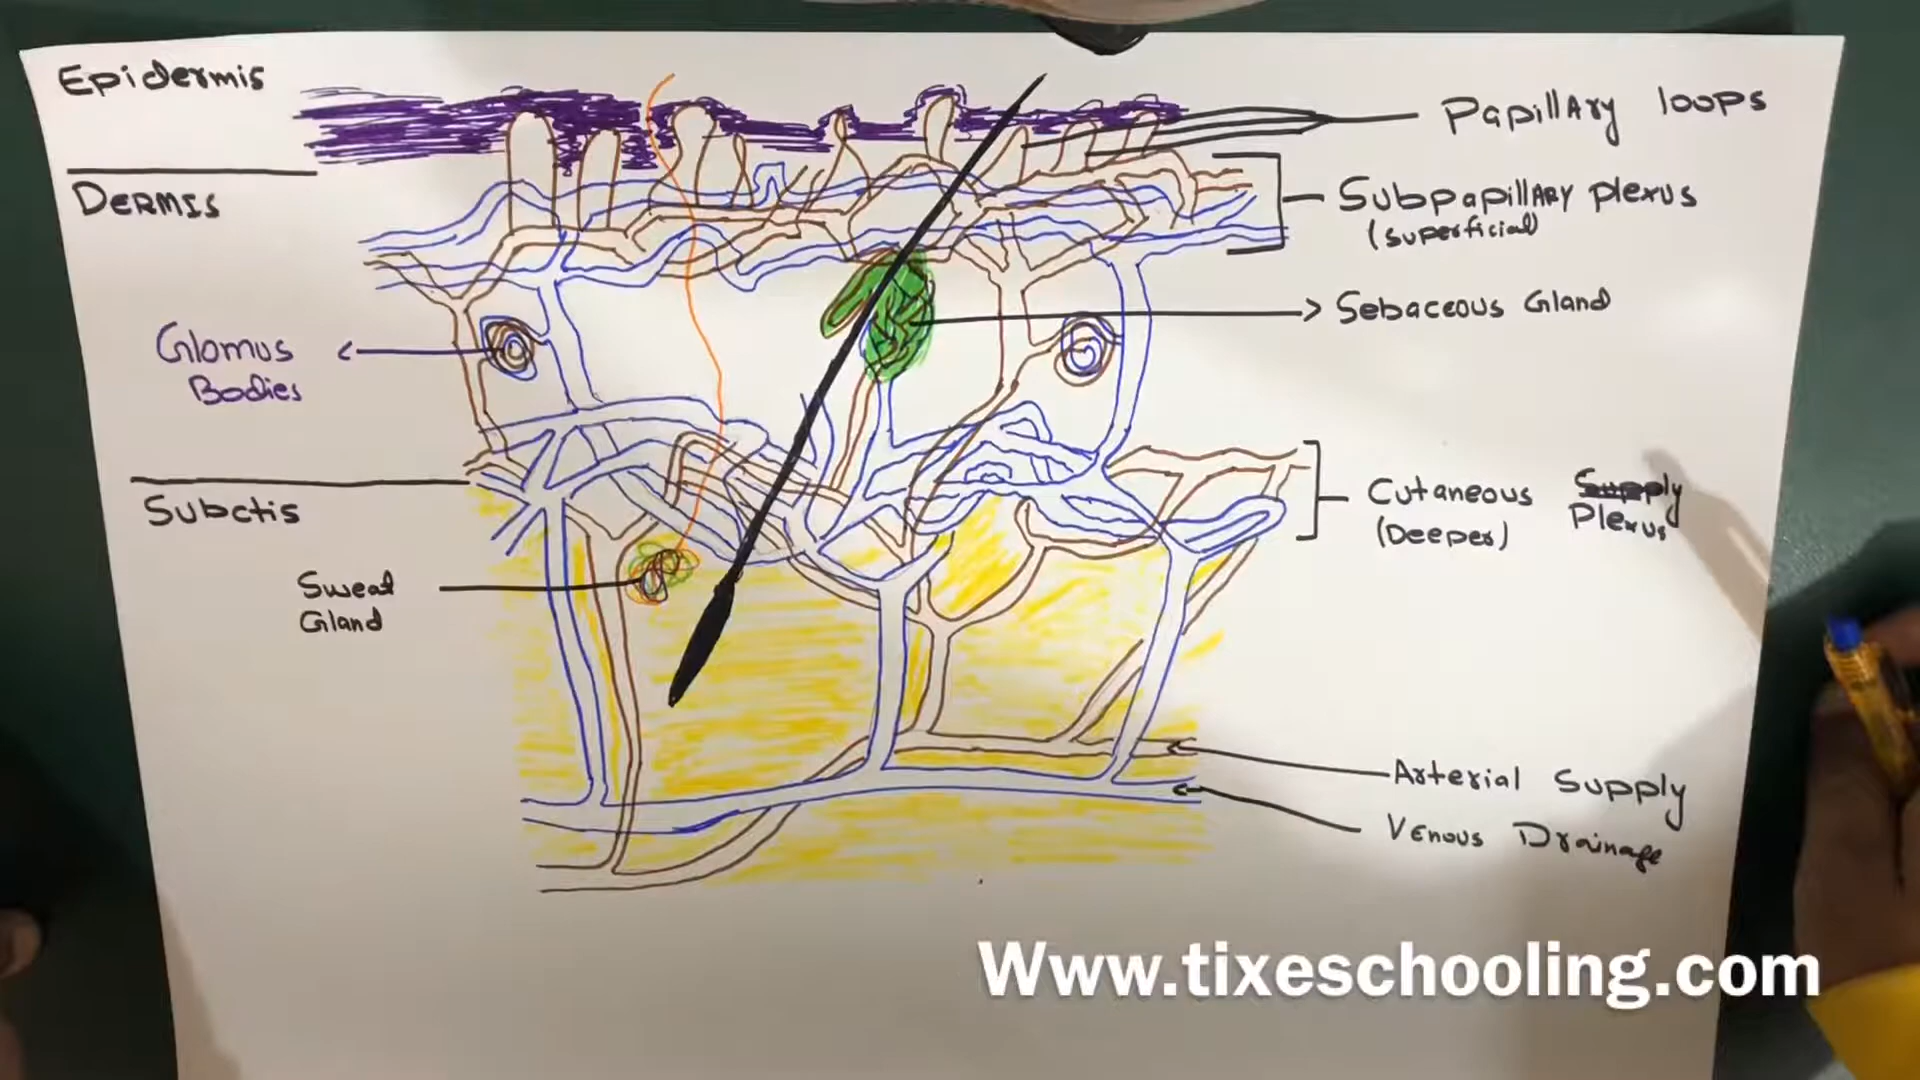 Epidermis
Papillary loops
Dermis
Subpapillary plexus
(superficial)
Sebaceous Gland
Glomus
Bodies
Cutaneous Supply
(Deeper) Plexus
Subctis
Sweat
Gland
Arterial Supply
Venous Drainage
Www.tixeschooling.com